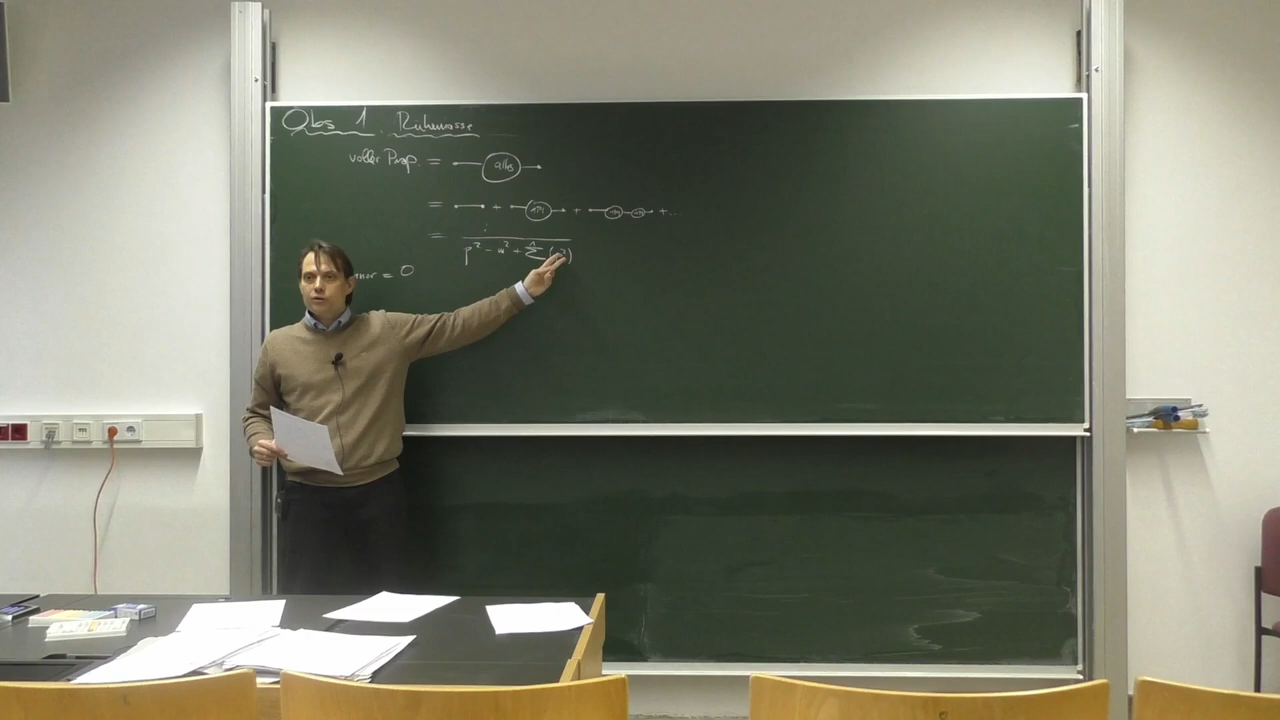 Obs 1. Ruhemasse
voller Prop. = alles
= + 1PI + 1PI 1PI + ...
= i / p² - m² + Σ̂ (p²)
= 0